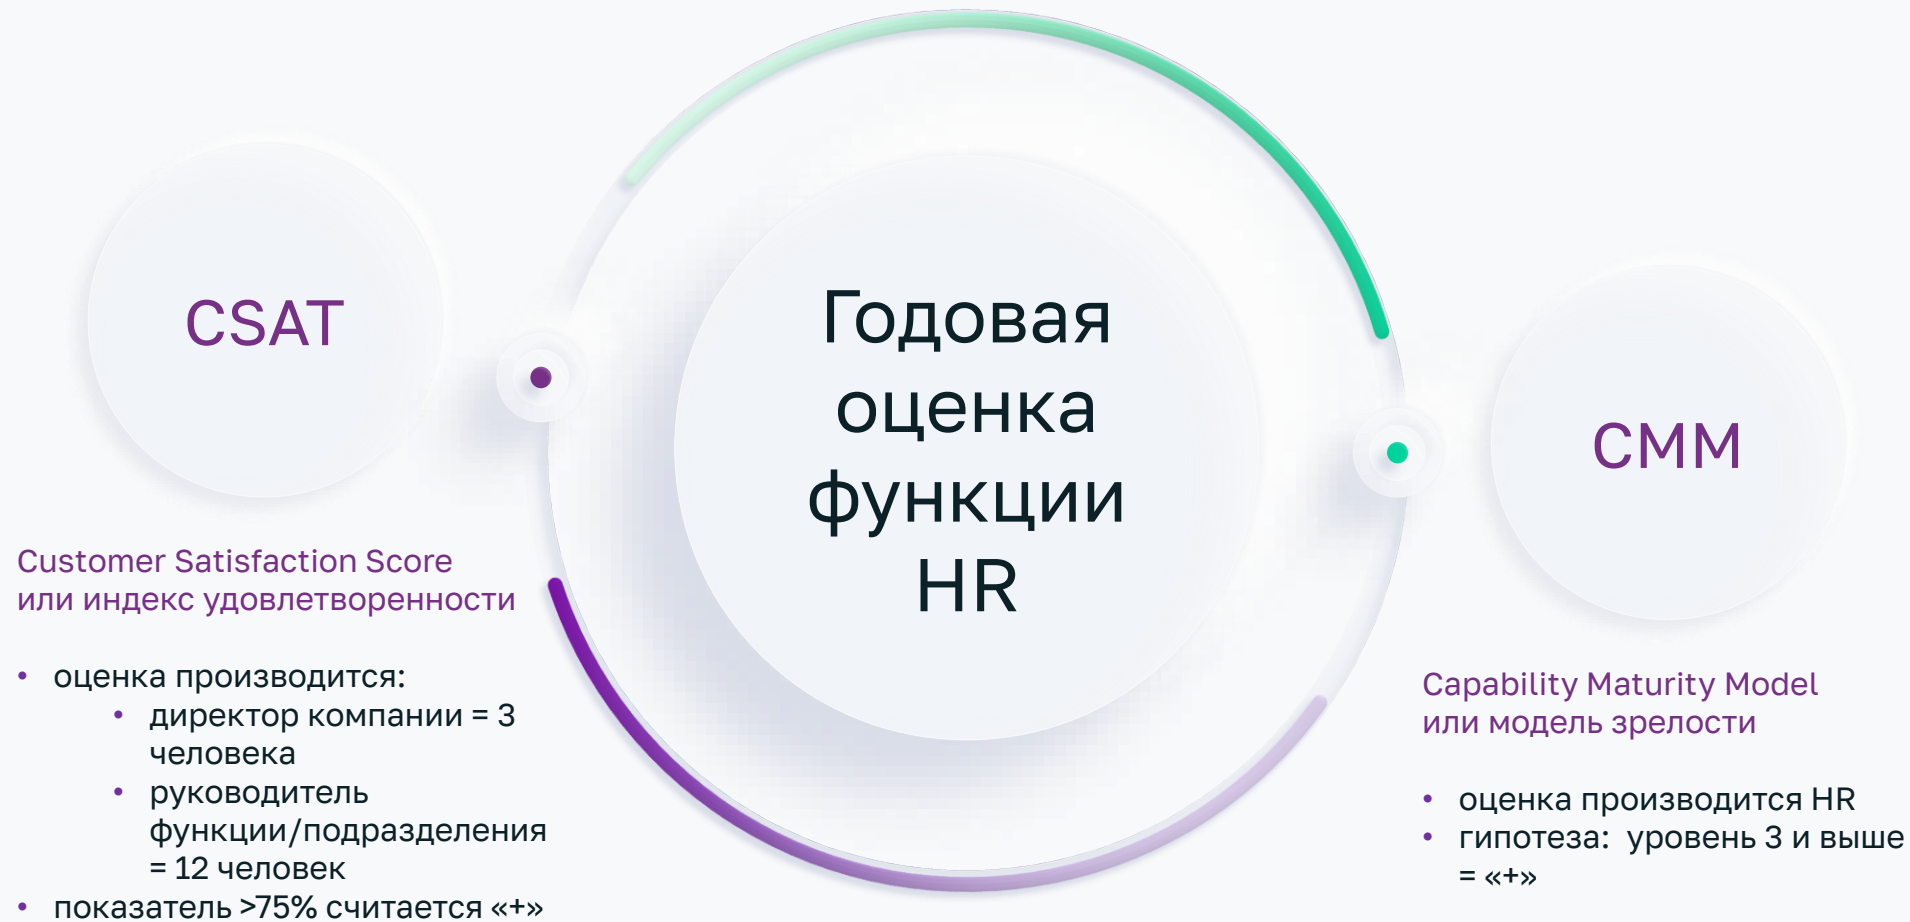 CSAT
Customer Satisfaction Score
или индекс удовлетворенности
• оценка производится:
• директор компании = 3
человека
• руководитель
функции/подразделения
= 12 человек
• показатель >75% считается «+»
Годовая
оценка
функции
HR
CMM
Capability Maturity Model
или модель зрелости
• оценка производится HR
• гипотеза:  уровень 3 и выше
= «+»